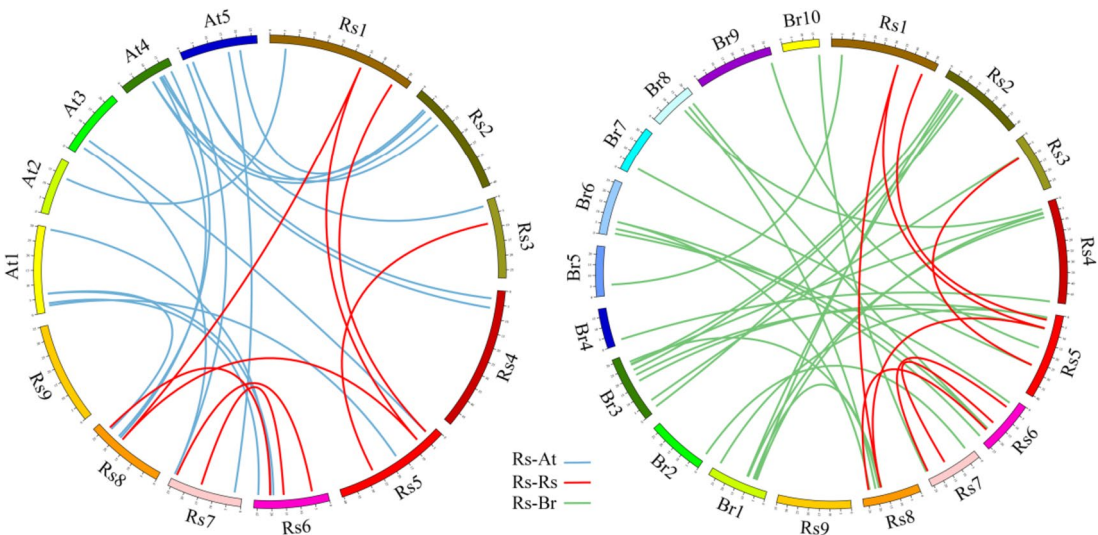 At5
Rs1
At4
Rs2
At3
At2
Rs3
At1
Rs4
Rs9
Rs5
Rs8
Rs7
Rs6
Rs-At
Rs-Rs
Rs-Br
Br10
Rs1
Br9
Rs2
Br8
Rs3
Br7
Br6
Rs4
Br5
Br4
Rs5
Br3
Rs6
Br2
Rs7
Br1
Rs9
Rs8